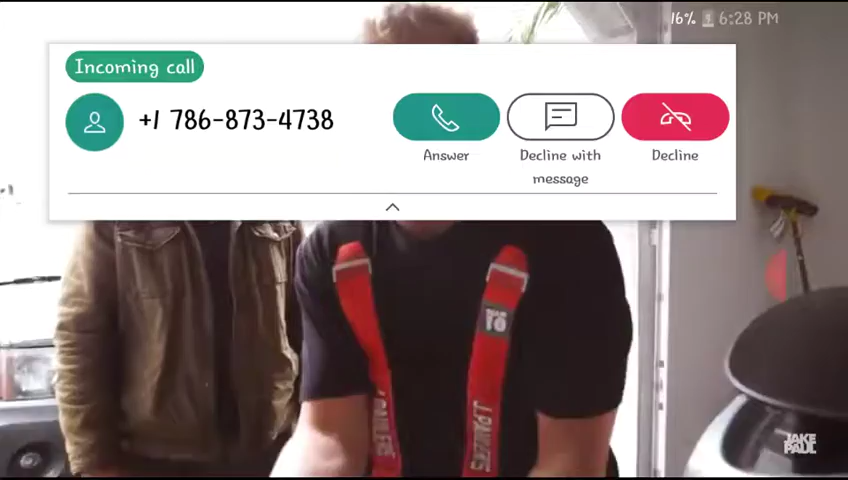 16% 6:28 PM
Incoming call
+1 786-873-4738
Answer
Decline with
message
Decline
JAKE
PAUL